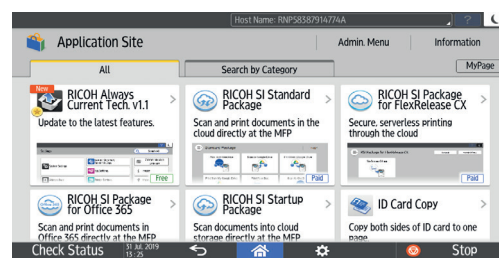 Host Name: RNP58387914774A
?
Application Site
Admin. Menu
Information
All
Search by Category
MyPage
New
RICOH Always
Current Tech. v1.1
Update to the latest features.
Free
RICOH SI Standard
Package
Scan and print documents in the
cloud directly at the MFP
Paid
RICOH SI Package
for FlexRelease CX
Secure. serverless printing
through the cloud
Paid
RICOH SI Package
for Office 365
Scan and print documents in
Office 365 directly at the MFP
RICOH SI Startup
Package
Scan documents into cloud
storage directly at the MFP
ID Card Copy
Copy both sides of ID card to one
page.
Check Status
31 Jul. 2019
13:25
Stop